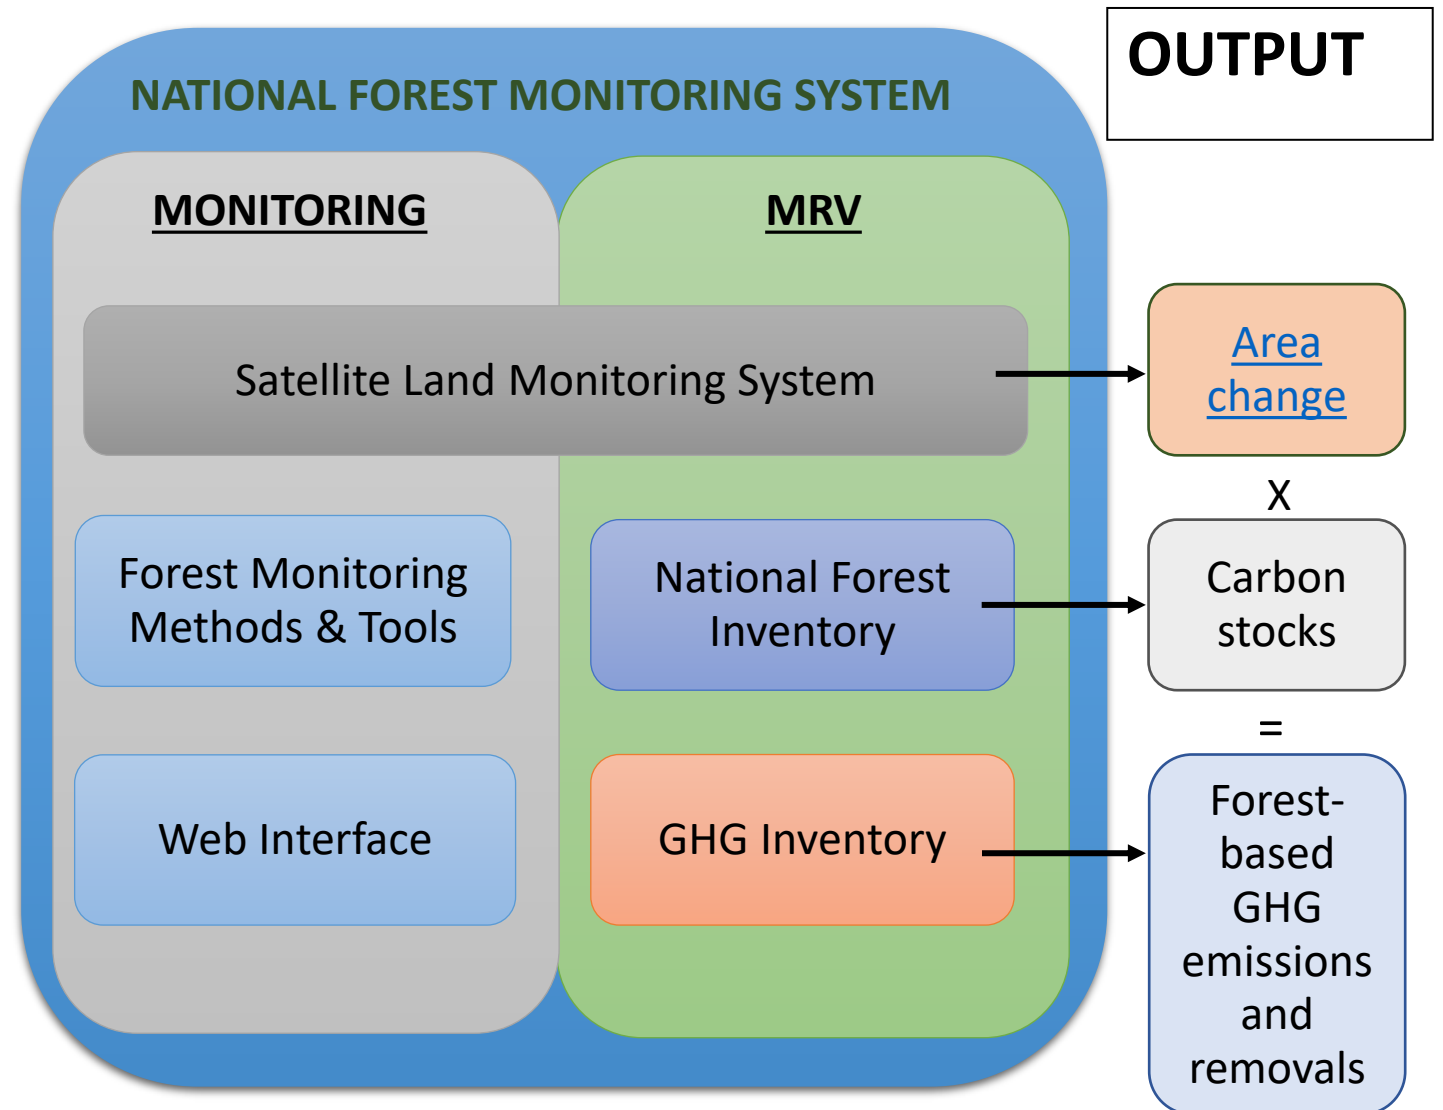 OUTPUT
NATIONAL FOREST MONITORING SYSTEM
MONITORING
MRV
Satellite Land Monitoring System
Area
change
X
Forest Monitoring
Methods & Tools
National Forest
Inventory
Carbon
stocks
=
Web Interface
GHG Inventory
Forest-
based
GHG
emissions
and
removals